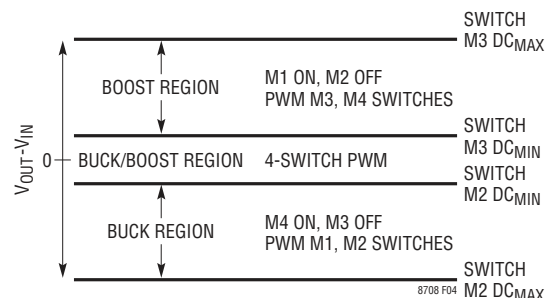 SWITCH
M3 DCMAX
BOOST REGION
M1 ON, M2 OFF
PWM M3, M4 SWITCHES
SWITCH
M3 DCMIN
VOUT-VIN
0
BUCK/BOOST REGION
4-SWITCH PWM
SWITCH
M2 DCMIN
BUCK REGION
M4 ON, M3 OFF
PWM M1, M2 SWITCHES
SWITCH
M2 DCMAX
8708 F04